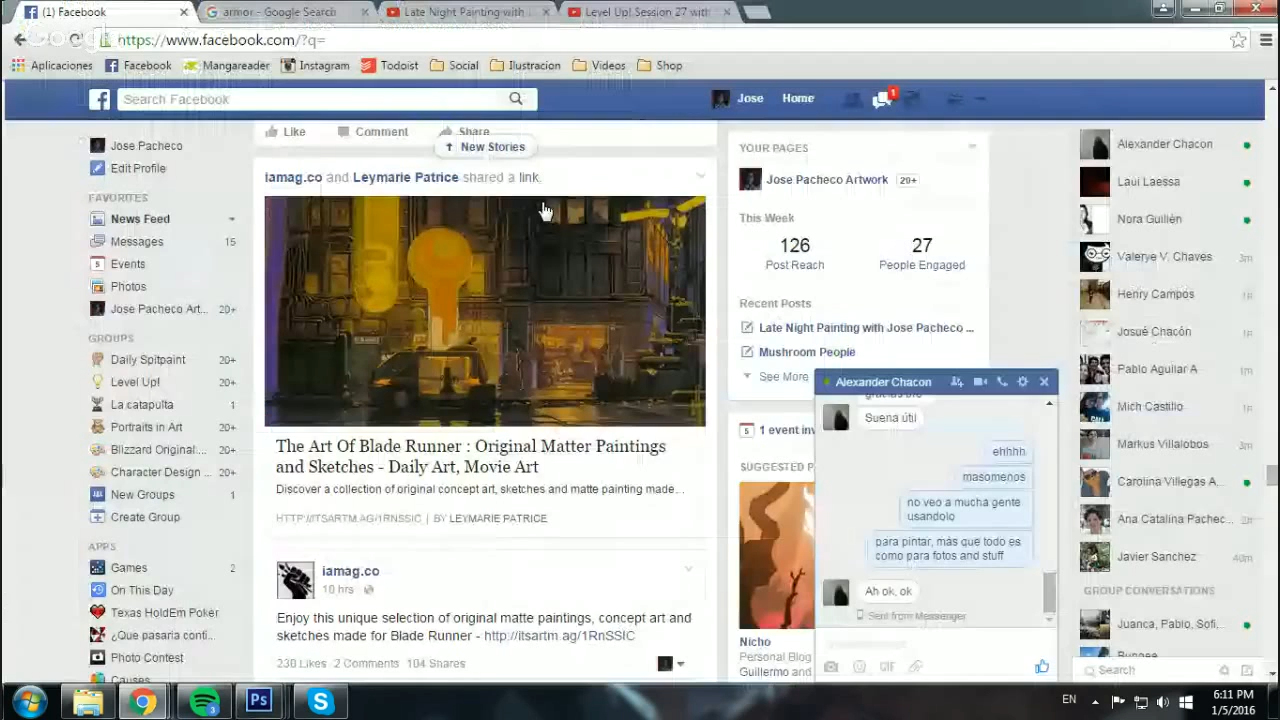 (1) Facebook
armor - Google Search
Late Night Painting with
Level Up! Session 27 with
https://www.facebook.com/?q=
Aplicaciones
Facebook
Mangareader
Instagram
Todoist
Social
Ilustracion
Videos
Shop
Search Facebook
Jose
Home
1
Jose Pacheco
Edit Profile
FAVORITES
News Feed
Messages 15
Events
Photos
Jose Pacheco Art... 20+
GROUPS
Daily Spitpaint 20+
Level Up! 20+
La catapulta 1
Portraits in Art 20+
Blizzard Original... 20+
Character Design ... 20+
New Groups 1
Create Group
APPS
Games 2
On This Day
Texas HoldEm Poker
¿Que pasaria conti...
Photo Contest
Causes
Like Comment Share
New Stories
iamag.co and Leymarie Patrice shared a link.
The Art Of Blade Runner : Original Matter Paintings
and Sketches - Daily Art, Movie Art
Discover a collection of original concept art, sketches and matte painting made...
HTTP://ITSARTM.AG/1RNSSIC | BY LEYMARIE PATRICE
iamag.co
10 hrs
Enjoy this unique selection of original matte paintings, concept art and
sketches made for Blade Runner - http://itsartm.ag/1RnSSIC
230 Likes 2 Comments 104 Shares
YOUR PAGES
Jose Pacheco Artwork 20+
This Week
126 27
Post Reach People Engaged
Recent Posts
Late Night Painting with Jose Pacheco ...
Mushroom People
See More
1 event inv
SUGGESTED P
Nicho
Personal Blog
Guillermo and
Alexander Chacon
gracias bro
Suena útil
ehhhh
masomenos
no veo a mucha gente
usandolo
para pintar, más que todo es
como para fotos and stuff
Ah ok, ok
Sent from Messenger
GIF
Alexander Chacon
Laui Laessa
Nora Guillén
Valerye V. Chaves 3m
Henry Campos
Josué Chacón
Pablo Aguilar A
Mich Castillo
Markus Villalobos 3m
Carolina Villegas A...
Ana Catalina Pachec...
Javier Sanchez
GROUP CONVERSATIONS
Juanca, Pablo, Sofi...
Search
3
Ps
EN
6:11 PM
1/5/2016